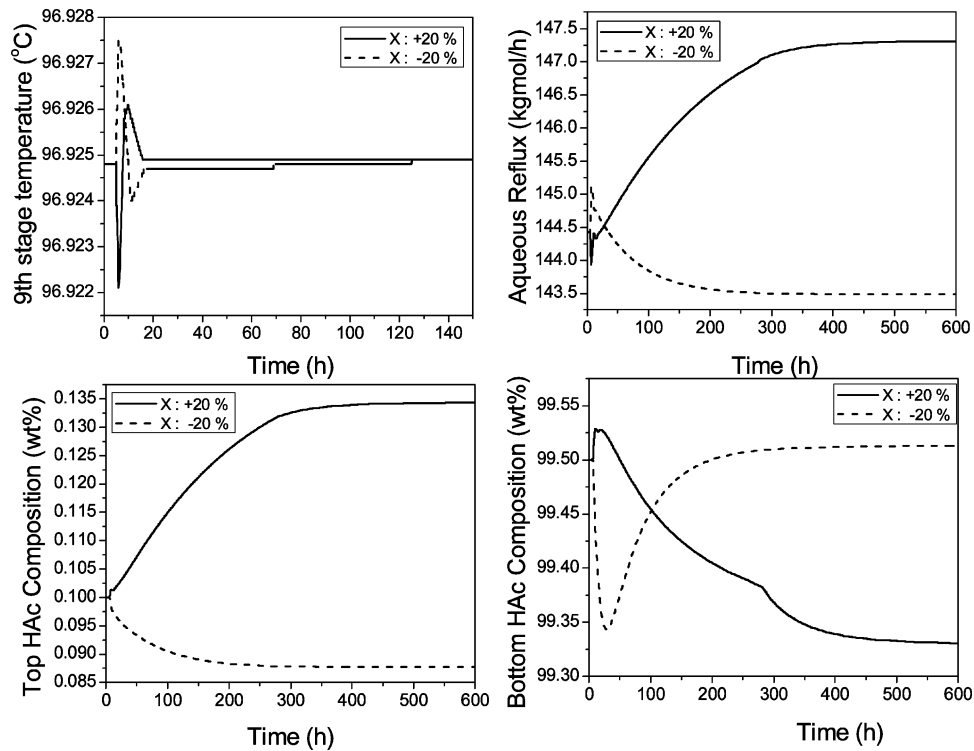 9th stage temperature (°C)
96.928
96.927
96.926
96.925
96.924
96.923
96.922
X : +20 %
X : -20 %
0 20 40 60 80 100 120 140
Time (h)
Aqueous Reflux (kgmol/h)
147.5
147.0
146.5
146.0
145.5
145.0
144.5
144.0
143.5
X : +20 %
X : -20 %
0 100 200 300 400 500 600
Time (h)
Top HAc Composition (wt%)
0.135
0.130
0.125
0.120
0.115
0.110
0.105
0.100
0.095
0.090
0.085
X : +20 %
X : -20 %
0 100 200 300 400 500 600
Time (h)
Bottom HAc Composition (wt%)
99.55
99.50
99.45
99.40
99.35
99.30
X : +20 %
X : -20 %
0 100 200 300 400 500 600
Time (h)